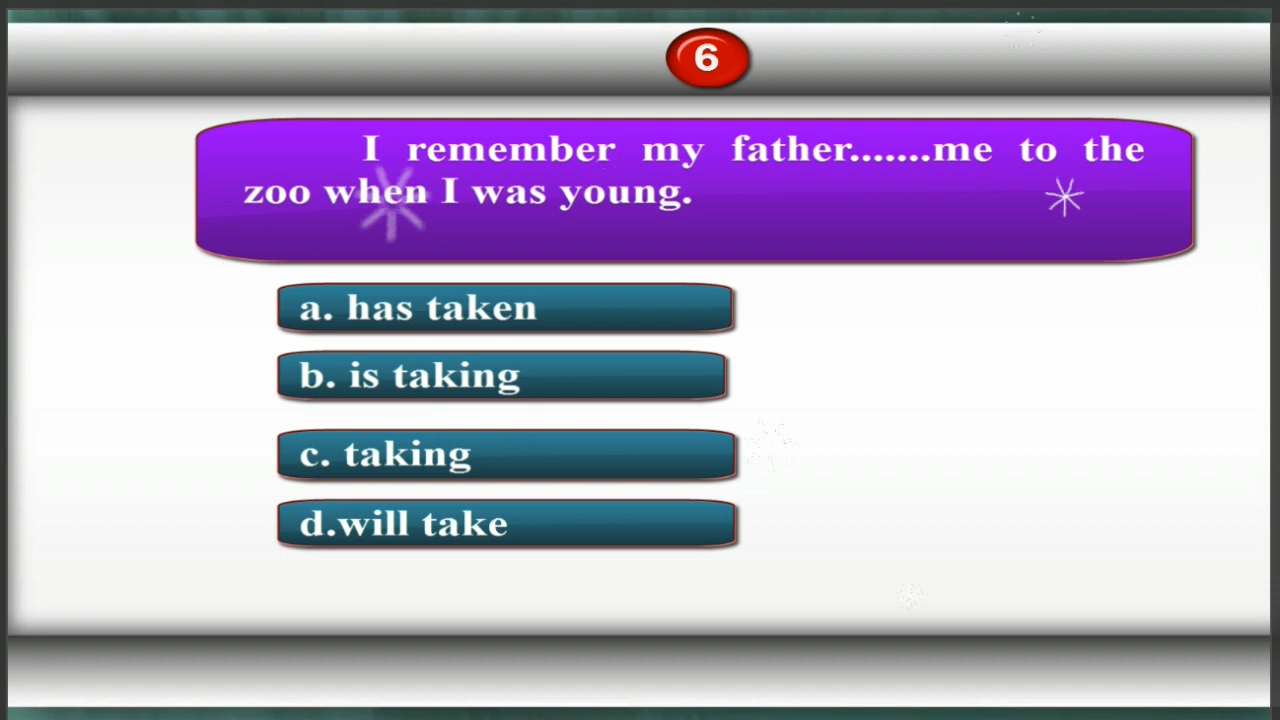 6
I remember my father.......me to the
zoo when I was young.
a. has taken
b. is taking
c. taking
d.will take